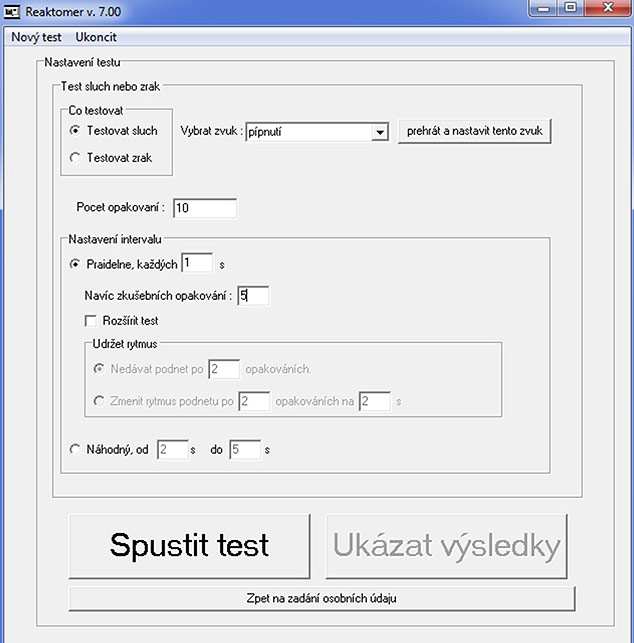 Reaktomer v. 7.00
Nový test Ukoncit
Nastavení testu
Test sluch nebo zrak
Co testovat
Testovat sluch Vybrat zvuk : pípnutí prehrát a nastavit tento zvuk
Testovat zrak
Pocet opakovaní : 10
Nastavení intervalu
Praidelne, každých 1 s
Navíc zkušebních opakování : 5
Rozšírit test
Udržet rytmus
Nedávat podnet po 2 opakováních.
Zmenit rytmus podnetu po 2 opakováních na 2 s
Náhodný, od 2 s do 5 s
Spustit test Ukázat výsledky
Zpet na zadání osobních údaju